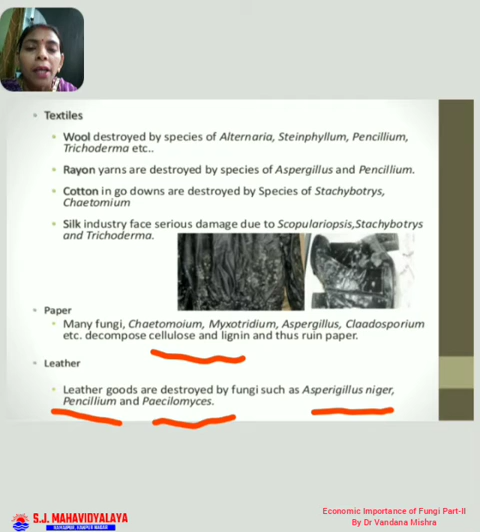 Textiles
Wool destroyed by species of Alternaria, Steinphyllum, Pencillium,
Trichoderma etc..
Rayon yarns are destroyed by species of Aspergillus and Pencillium.
Cotton in go downs are destroyed by Species of Stachybotrys,
Chaetomium
Silk industry face serious damage due to Scopulariopsis,Stachybotrys
and Trichoderma.
Paper
Many fungi, Chaetomoium, Myxotridium, Aspergillus, Claadosporium
etc. decompose cellulose and lignin and thus ruin paper.
Leather
Leather goods are destroyed by fungi such as Asperigillus niger,
Pencillium and Paecilomyces.
S.J. MAHAVIDYALAYA
RAMAIPUR, KANPUR NAGAR
Economic Importance of Fungi Part-II
By Dr Vandana Mishra